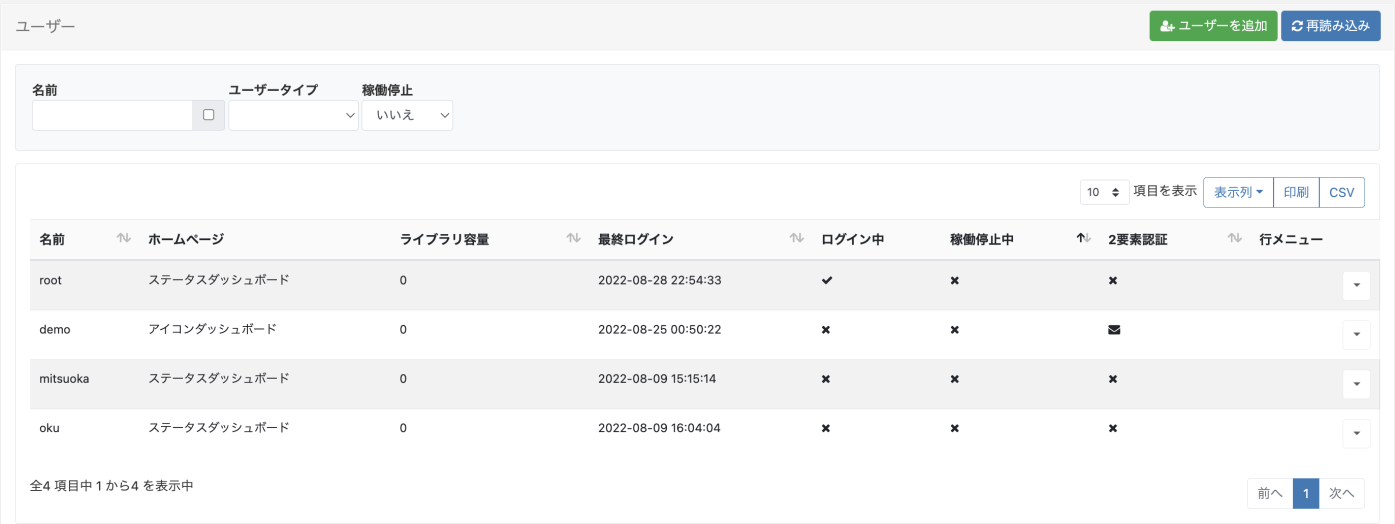 ユーザー
ユーザーを追加 再読み込み
名前 ユーザータイプ 稼働停止
いいえ
10 項目を表示 表示列 印刷 CSV
名前 ホームページ ライブラリ容量 最終ログイン ログイン中 稼働停止中 2要素認証 行メニュー
root ステータスダッシュボード 0 2022-08-28 22:54:33
demo アイコンダッシュボード 0 2022-08-25 00:50:22
mitsuoka ステータスダッシュボード 0 2022-08-09 15:15:14
oku ステータスダッシュボード 0 2022-08-09 16:04:04
全4 項目中 1 から4 を表示中
前へ 1 次へ